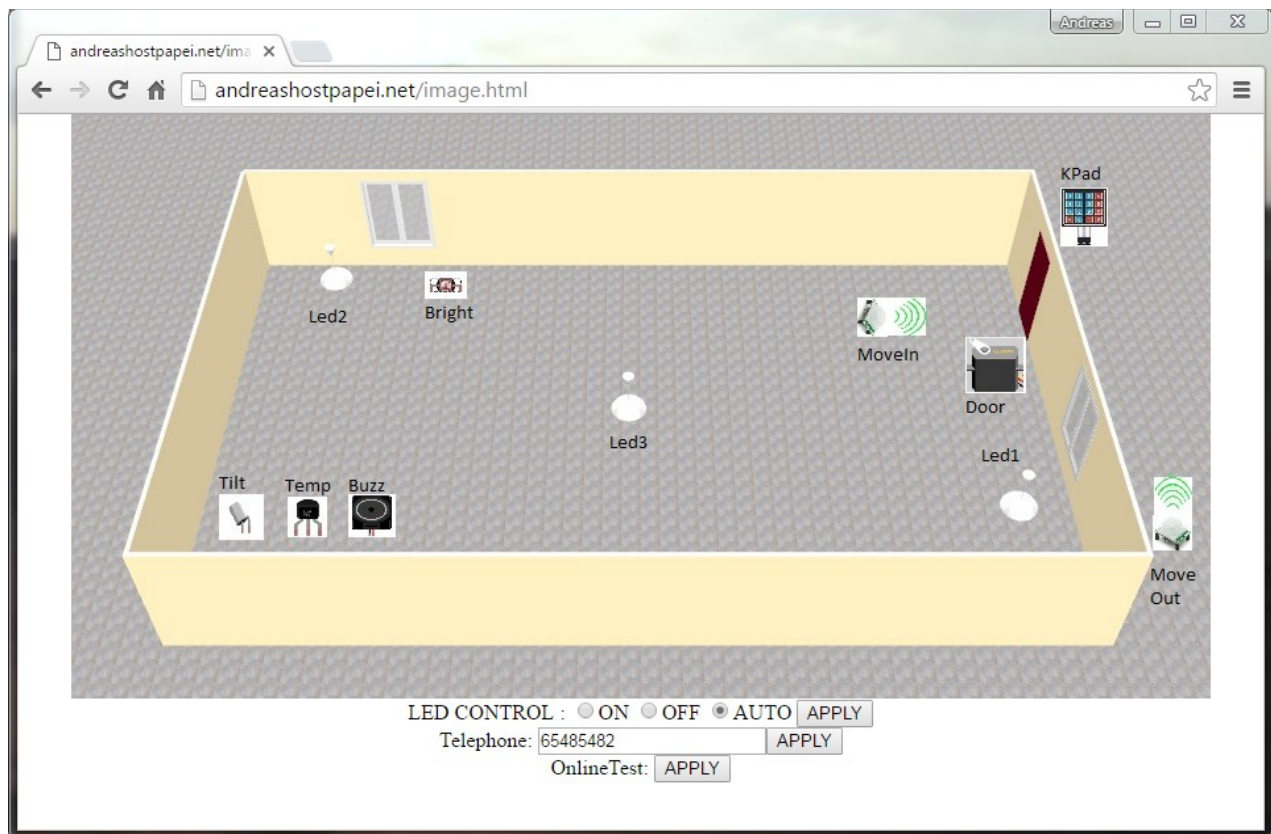 Andreas
andreashostpapei.net/ima
andreashostpapei.net/image.html
KPad
Led2
Bright
MoveIn
Door
Led3
Led1
Tilt
Temp
Buzz
Move
Out
LED CONTROL : ON OFF AUTO APPLY
Telephone: 65485482 APPLY
OnlineTest: APPLY